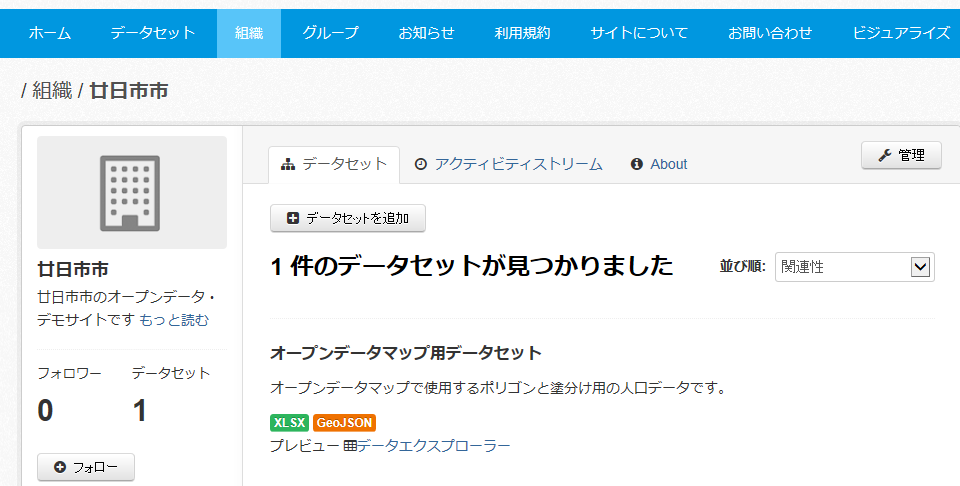 ホーム データセット 組織 グループ お知らせ 利用規約 サイトについて お問い合わせ ビジュアライズ
/ 組織 / 廿日市市
データセット アクティビティストリーム About 管理
データセットを追加
1 件のデータセットが見つかりました 並び順: 関連性
廿日市市
廿日市市のオープンデータ・
デモサイトです もっと読む
フォロワー データセット
0 1
フォロー
オープンデータマップ用データセット
オープンデータマップで使用するポリゴンと塗分け用の人口データです。
XLSX GeoJSON
プレビュー データエクスプローラー